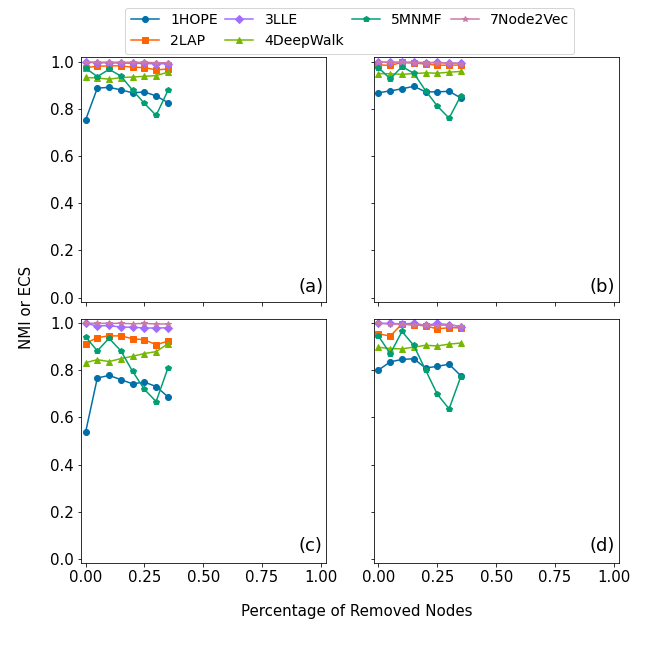 1HOPE 3LLE 5MNMF 7Node2Vec
2LAP 4DeepWalk
1.0
0.8
0.6
0.4
0.2
0.0
(a)
(b)
NMI or ECS
1.0
0.8
0.6
0.4
0.2
0.0
(c)
(d)
0.00 0.25 0.50 0.75 1.00 0.00 0.25 0.50 0.75 1.00
Percentage of Removed Nodes